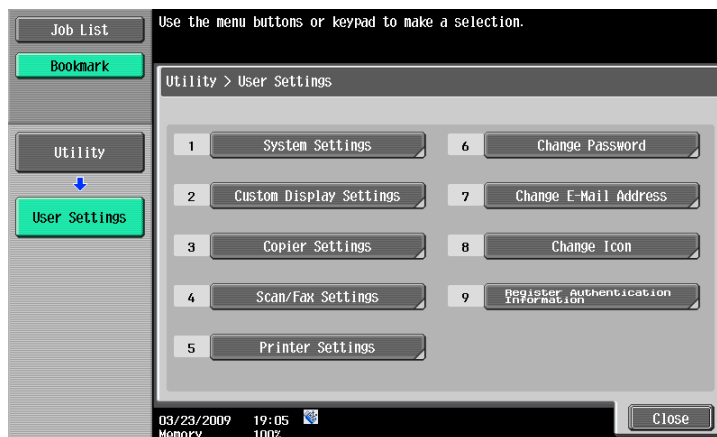 Job List
Bookmark
Use the menu buttons or keypad to make a selection.
Utility > User Settings
Utility
User Settings
1 System Settings
2 Custom Display Settings
3 Copier Settings
4 Scan/Fax Settings
5 Printer Settings
6 Change Password
7 Change E-Mail Address
8 Change Icon
9 Register Authentication
Information
03/23/2009 19:05
Memory 100%
Close